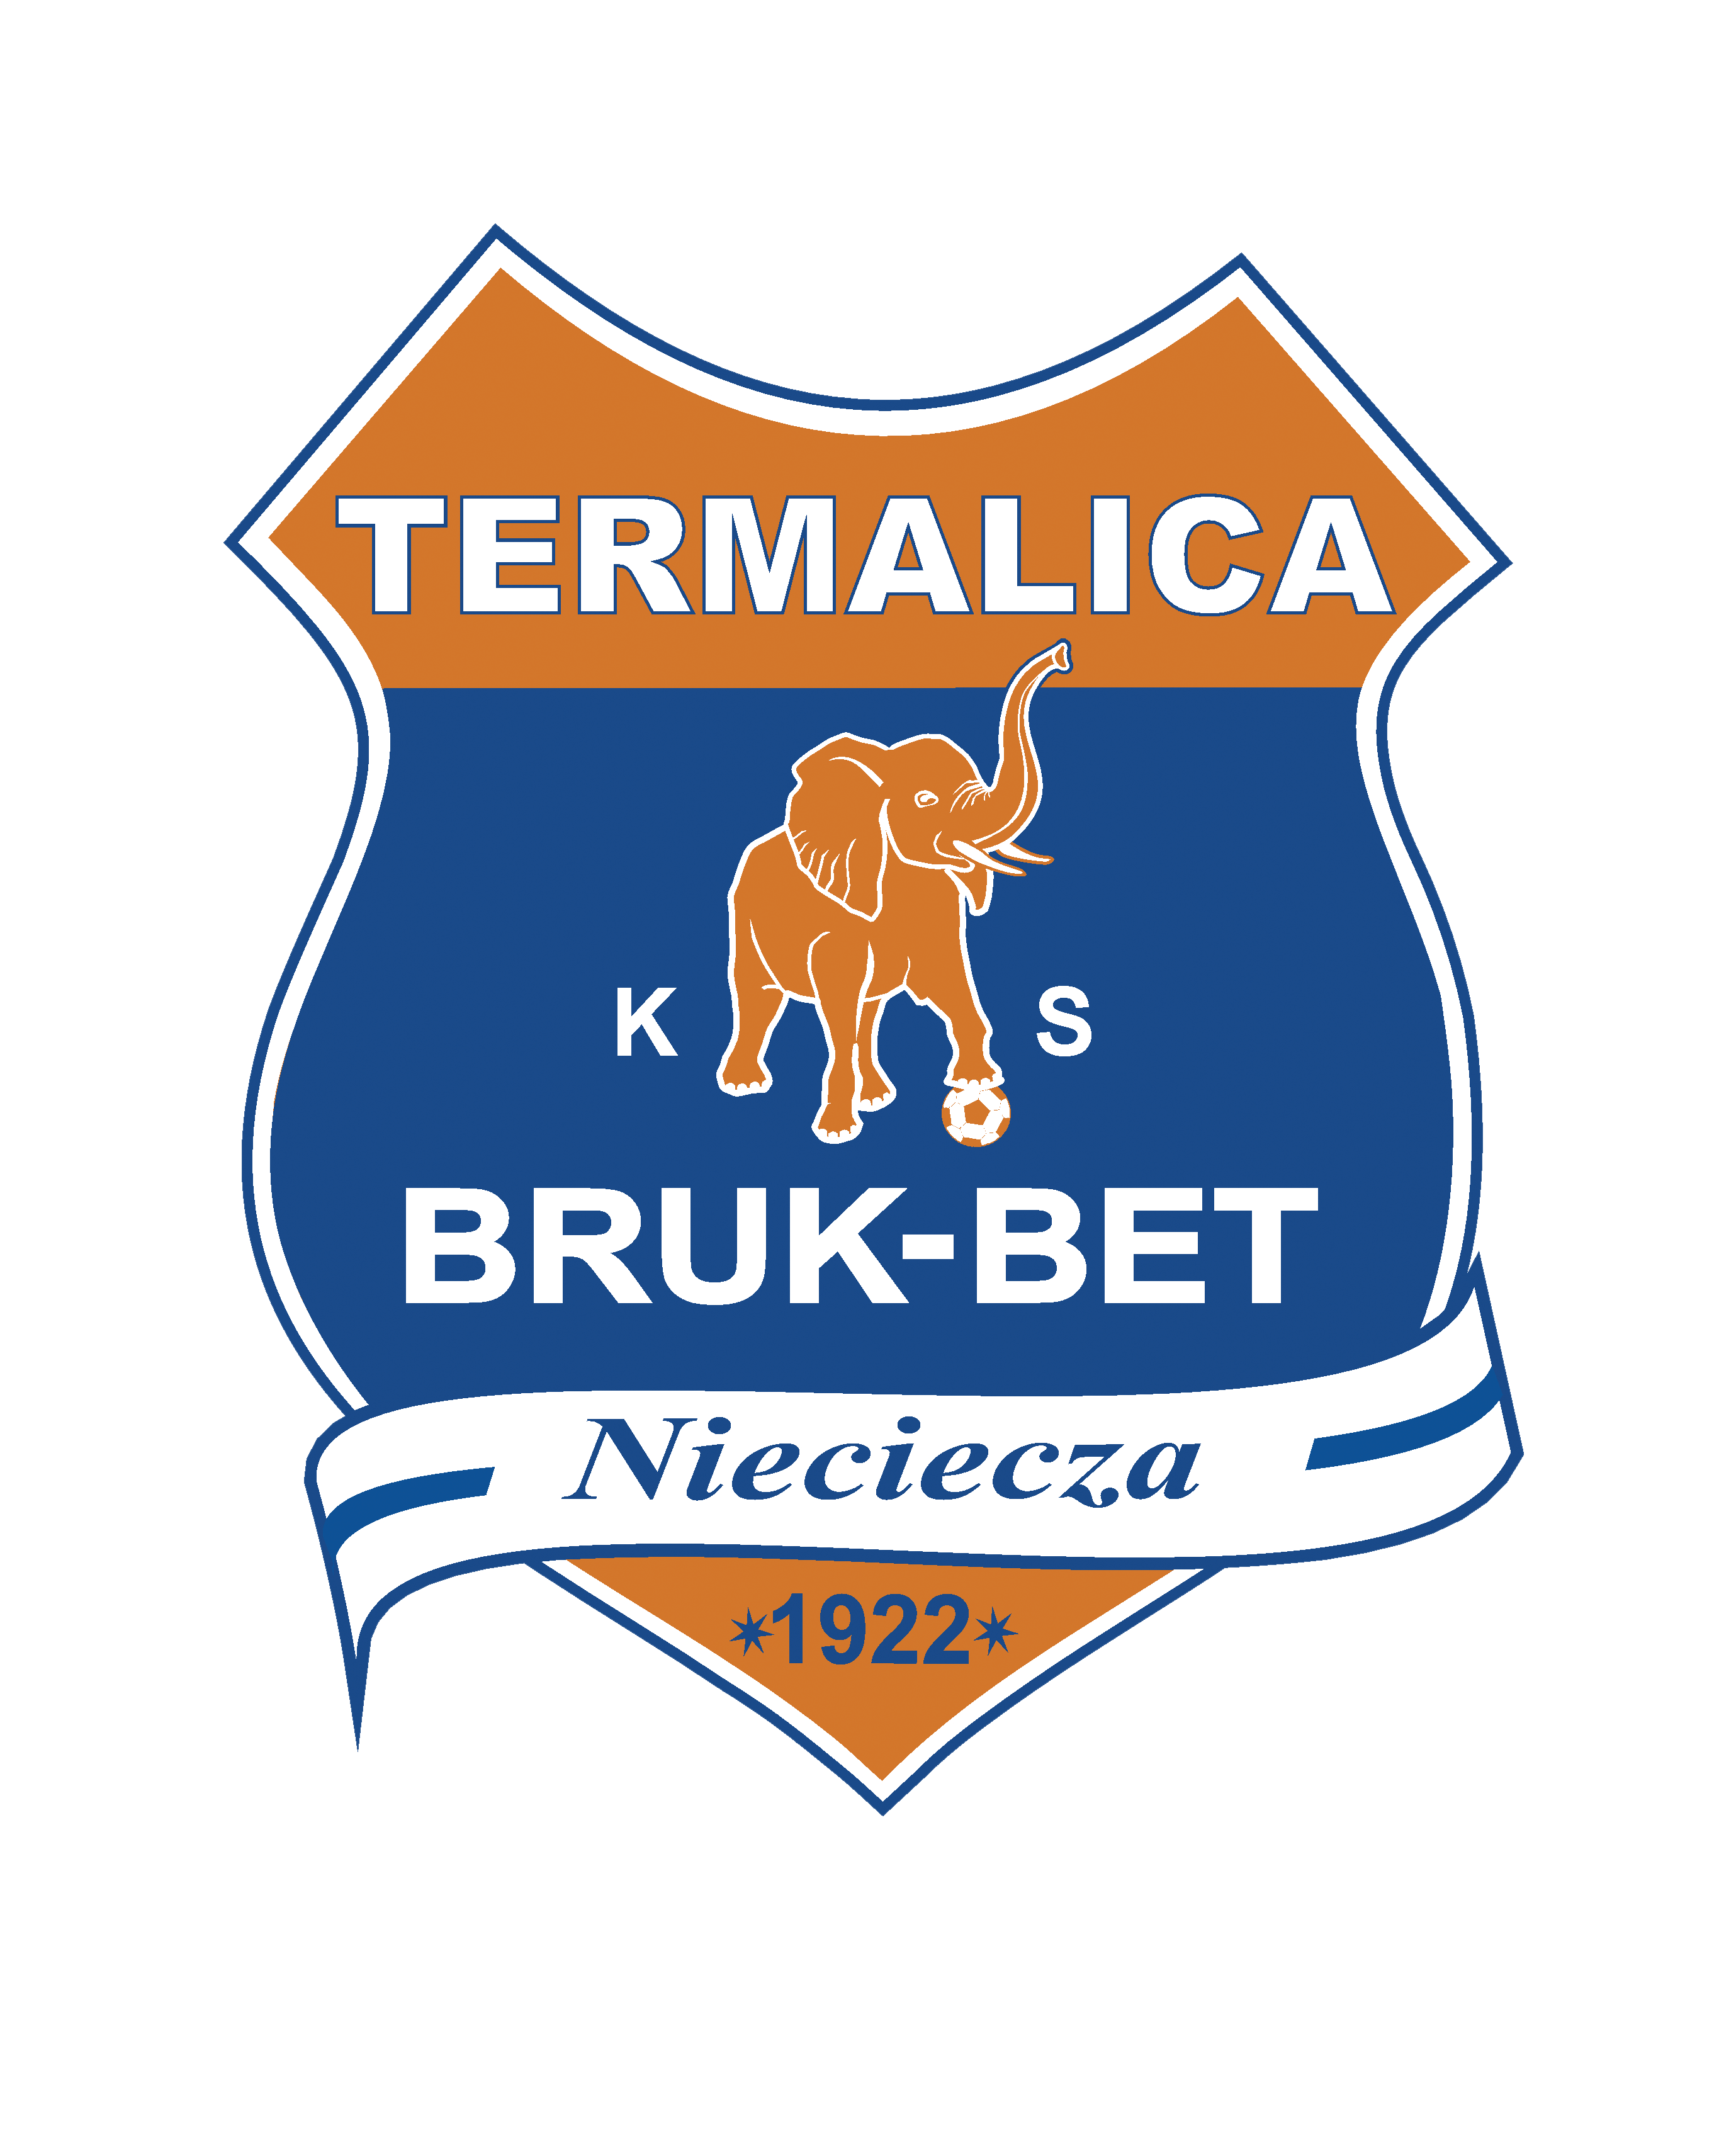 TERMALICA
K S
BRUK-BET
Nieciecza
1922